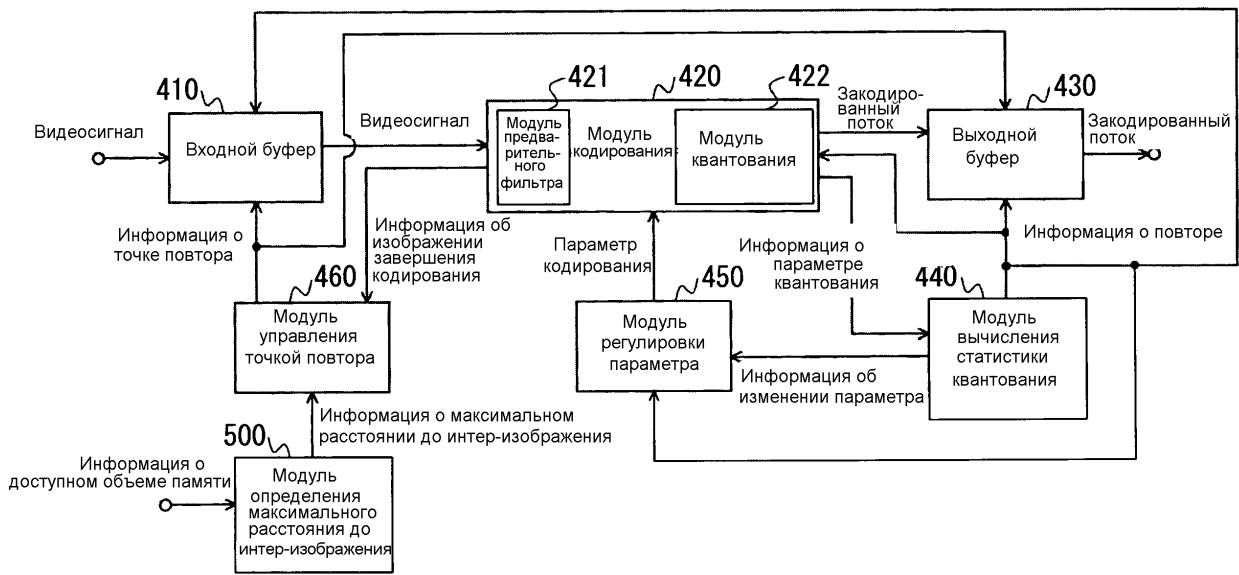 410
421
420
422
430
Видеосигнал
Входной буфер
Видеосигнал
Модуль
предва-
рительно-
го
фильтра
Модуль
кодирования
Модуль
квантования
Закодиро-
ванный
поток
Выходной
буфер
Закодированный
поток
Информация о
точке повтора
Информация об
изображении
завершения
кодирования
Параметр
кодирования
Информация о
параметре
квантования
Информация о повторе
460
450
440
Модуль
управления
точкой повтора
Модуль
регулировки
параметра
Модуль
вычисления
статистики
квантования
Информация об
изменении параметра
Информация о максимальном
расстоянии до интер-изображения
500
Информация о
доступном объеме памяти
Модуль
определения
максимального
расстояния до
интер-изображения